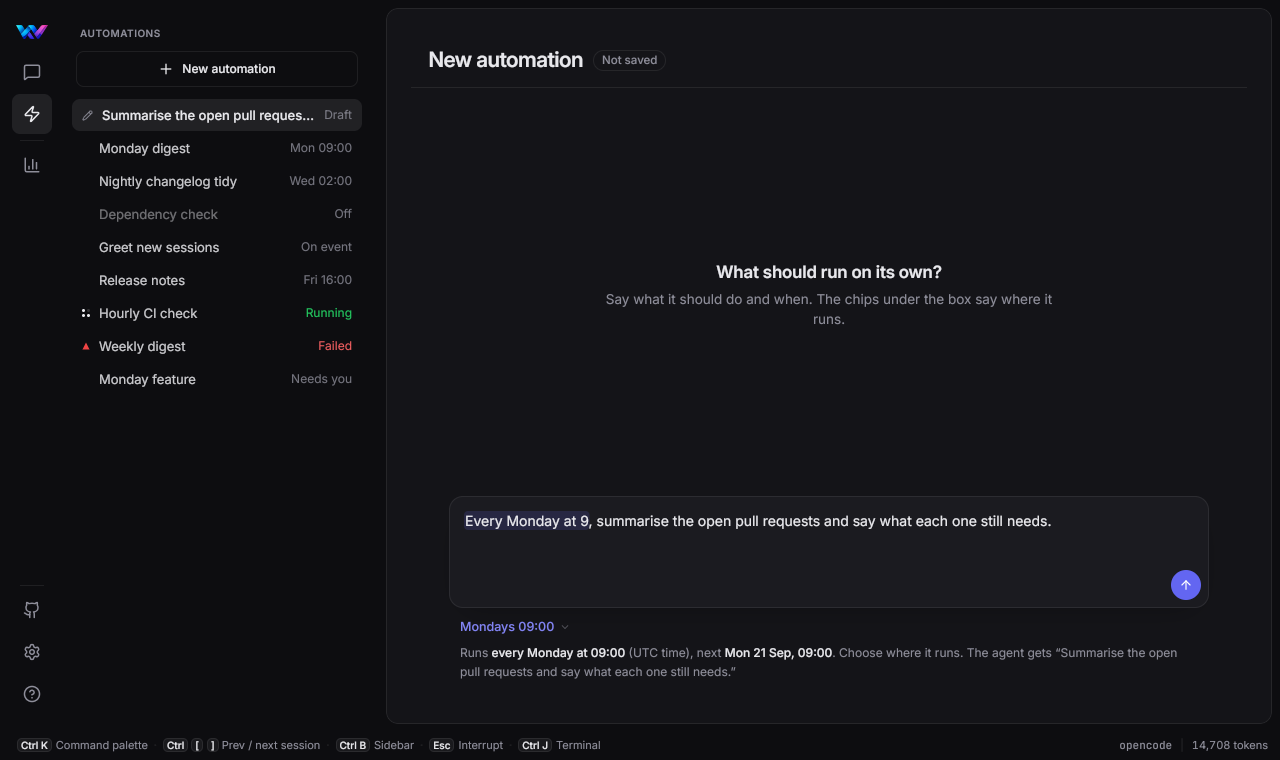 AUTOMATIONS
New automation
Summarise the open pull reques... Draft
Monday digest Mon 09:00
Nightly changelog tidy Wed 02:00
Dependency check Off
Greet new sessions On event
Release notes Fri 16:00
Hourly CI check Running
Weekly digest Failed
Monday feature Needs you
New automation Not saved
What should run on its own?
Say what it should do and when. The chips under the box say where it
runs.
Every Monday at 9, summarise the open pull requests and say what each one still needs.
Mondays 09:00
Runs every Monday at 09:00 (UTC time), next Mon 21 Sep, 09:00. Choose where it runs. The agent gets “Summarise the open
pull requests and say what each one still needs.”
Ctrl K Command palette · Ctrl [ ] Prev / next session · Ctrl B Sidebar · Esc Interrupt · Ctrl J Terminal
opencode 14,708 tokens